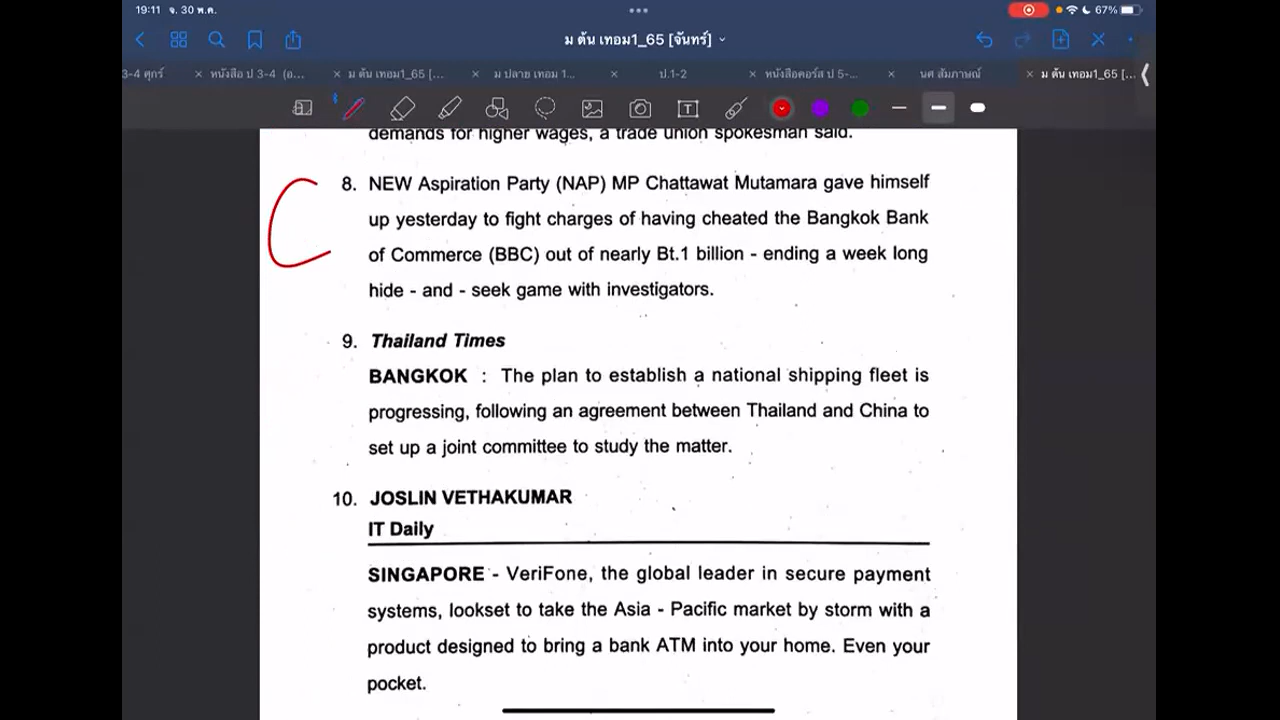 19:11 จ. 30 พ.ค.
67%
ม ต้น เทอม1_65 [จันทร์]
3-4 ศุกร์
หนังสือ ป 3-4 (อ...
ม ต้น เทอม1_65 [...
ม ปลาย เทอม 1...
ป.1-2
หนังสือคอร์ส ป 5-...
นศ สัมภาษณ์
ม ต้น เทอม1_65 [...
demands for higher wages, a trade union spokesman said.
8. NEW Aspiration Party (NAP) MP Chattawat Mutamara gave himself
up yesterday to fight charges of having cheated the Bangkok Bank
of Commerce (BBC) out of nearly Bt.1 billion - ending a week long
hide - and - seek game with investigators.
9. Thailand Times
BANGKOK : The plan to establish a national shipping fleet is
progressing, following an agreement between Thailand and China to
set up a joint committee to study the matter.
10. JOSLIN VETHAKUMAR
IT Daily
SINGAPORE - VeriFone, the global leader in secure payment
systems, lookset to take the Asia - Pacific market by storm with a
product designed to bring a bank ATM into your home. Even your
pocket.